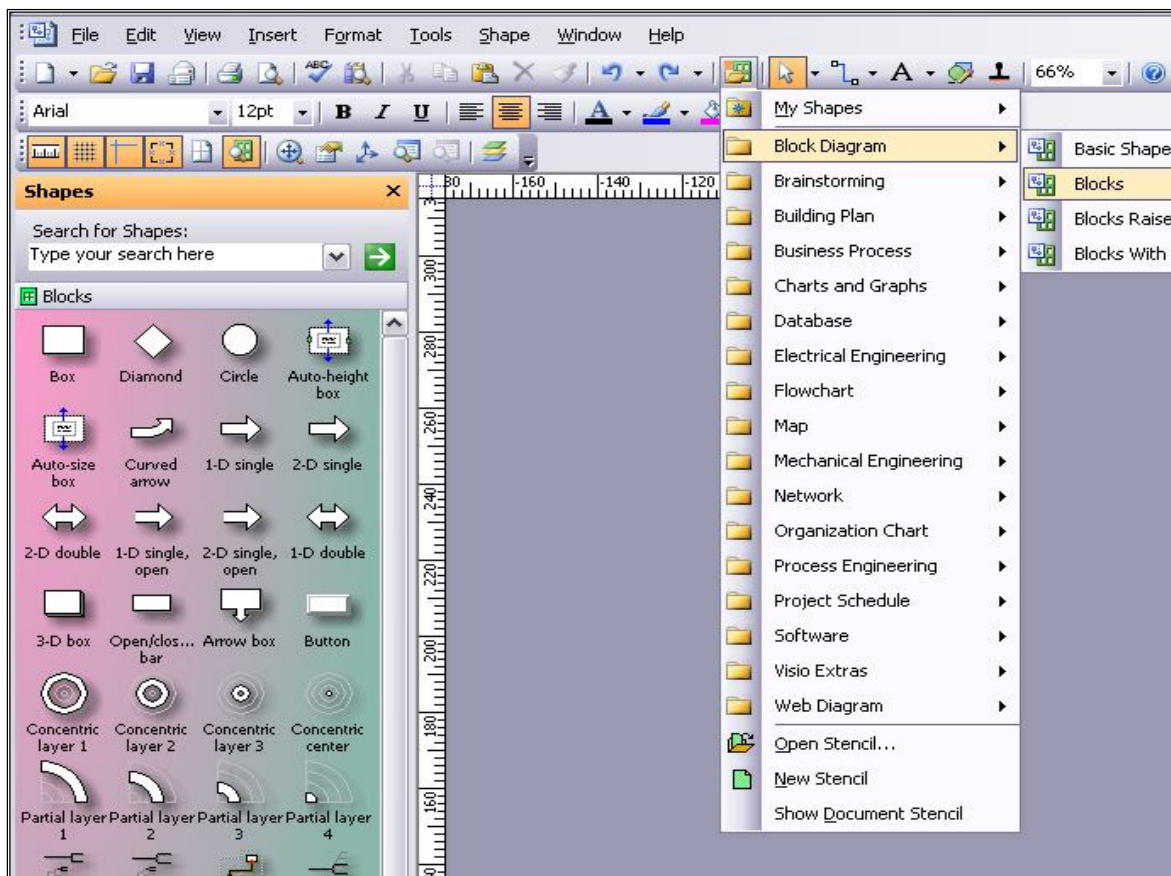 File Edit View Insert Format Tools Shape Window Help
ABC
A
66%
Arial
12pt
B I U
A
My Shapes
Block Diagram
Brainstorming
Building Plan
Business Process
Charts and Graphs
Database
Electrical Engineering
Flowchart
Map
Mechanical Engineering
Network
Organization Chart
Process Engineering
Project Schedule
Software
Visio Extras
Web Diagram
Open Stencil...
New Stencil
Show Document Stencil
Basic Shape
Blocks
Blocks Raise
Blocks With
Shapes
Search for Shapes:
Type your search here
Blocks
Box Diamond Circle Auto-height
box
Auto-size Curved 1-D single 2-D single
box arrow
2-D double 1-D single, 2-D single, 1-D double
open open
3-D box Open/clos... Arrow box Button
bar
Concentric Concentric Concentric Concentric
layer 1 layer 2 layer 3 center
Partial layer Partial layer Partial layer Partial layer
1 2 3 4
80 -160 -140 -120
300
280
260
240
220
200
180
160